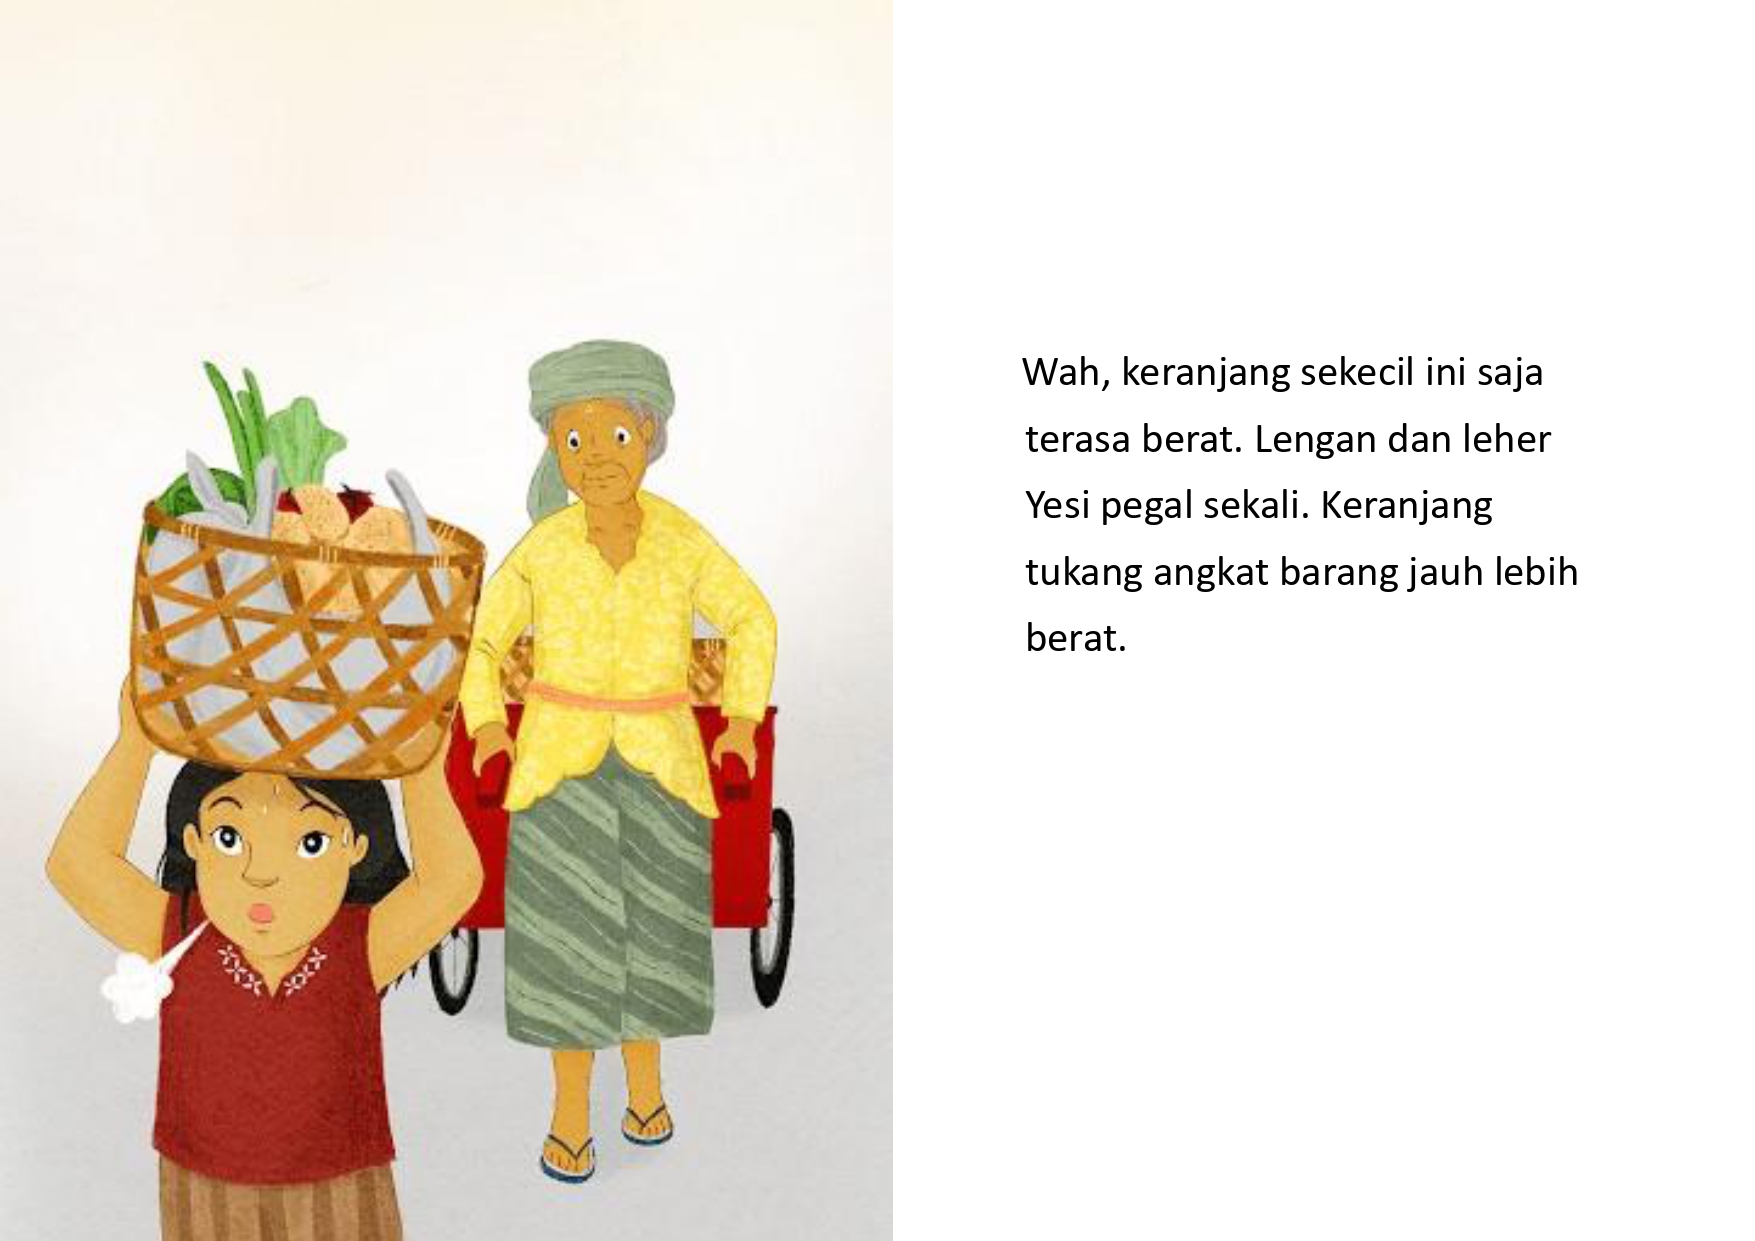 Wah, keranjang sekecil ini saja
terasa berat. Lengan dan leher
Yesi pegal sekali. Keranjang
tukang angkat barang jauh lebih
berat.